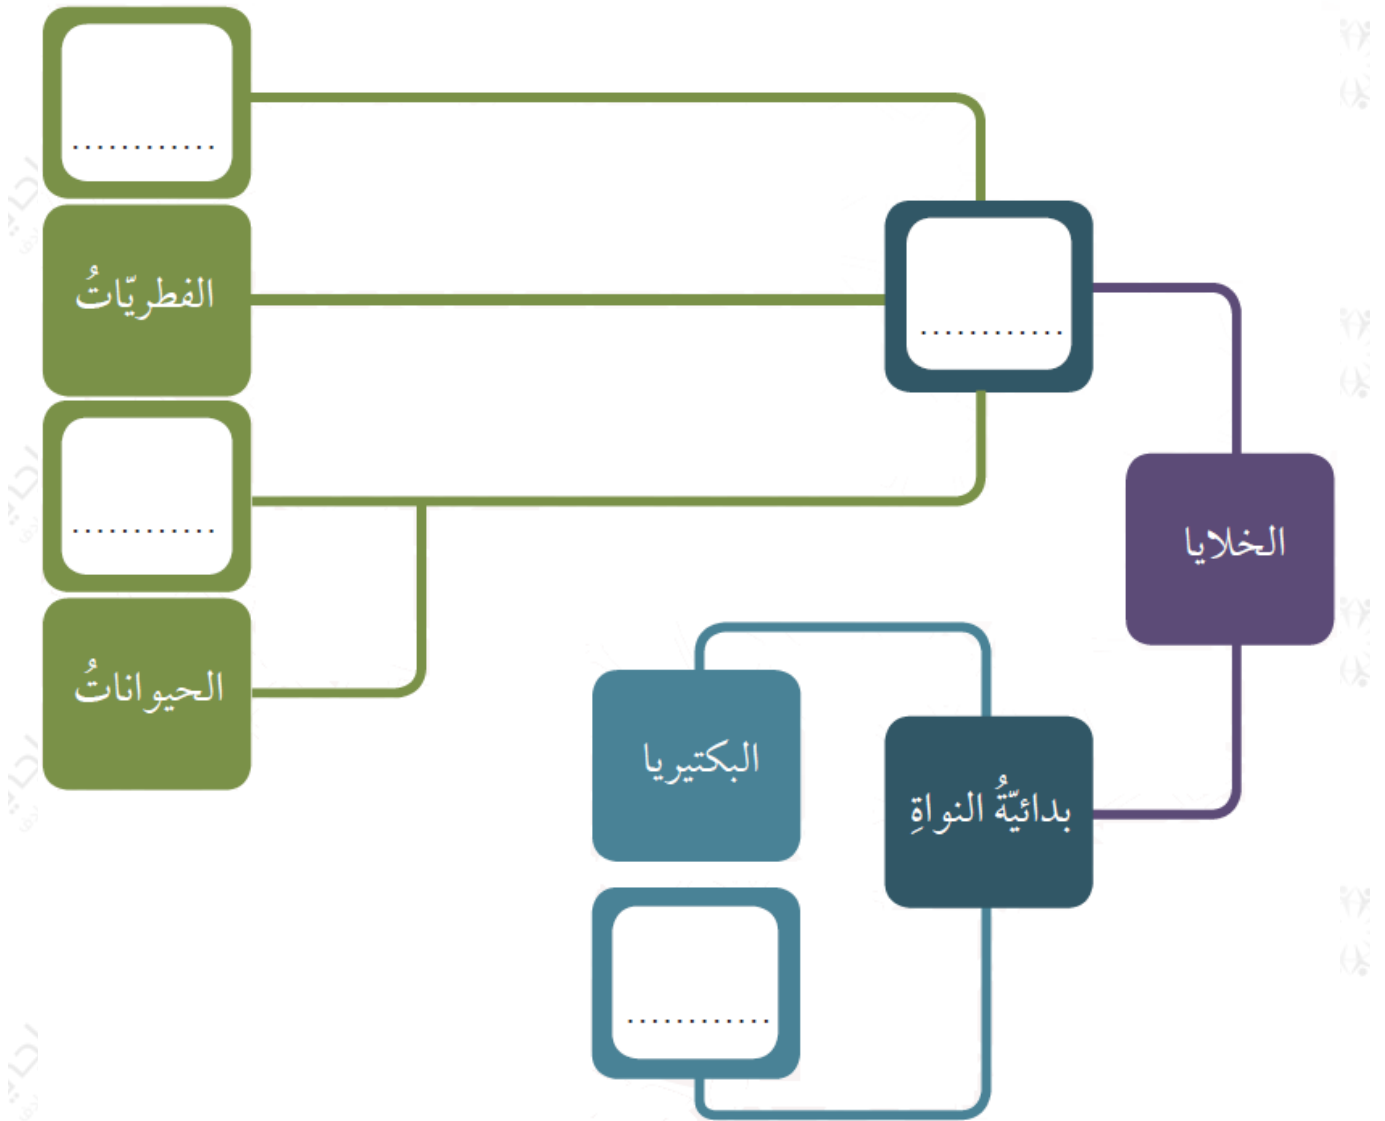 ............
الفطريّاتُ
............
............
الخلايا
الحيواناتُ
البكتيريا
بدائيّةُ النواةِ
............